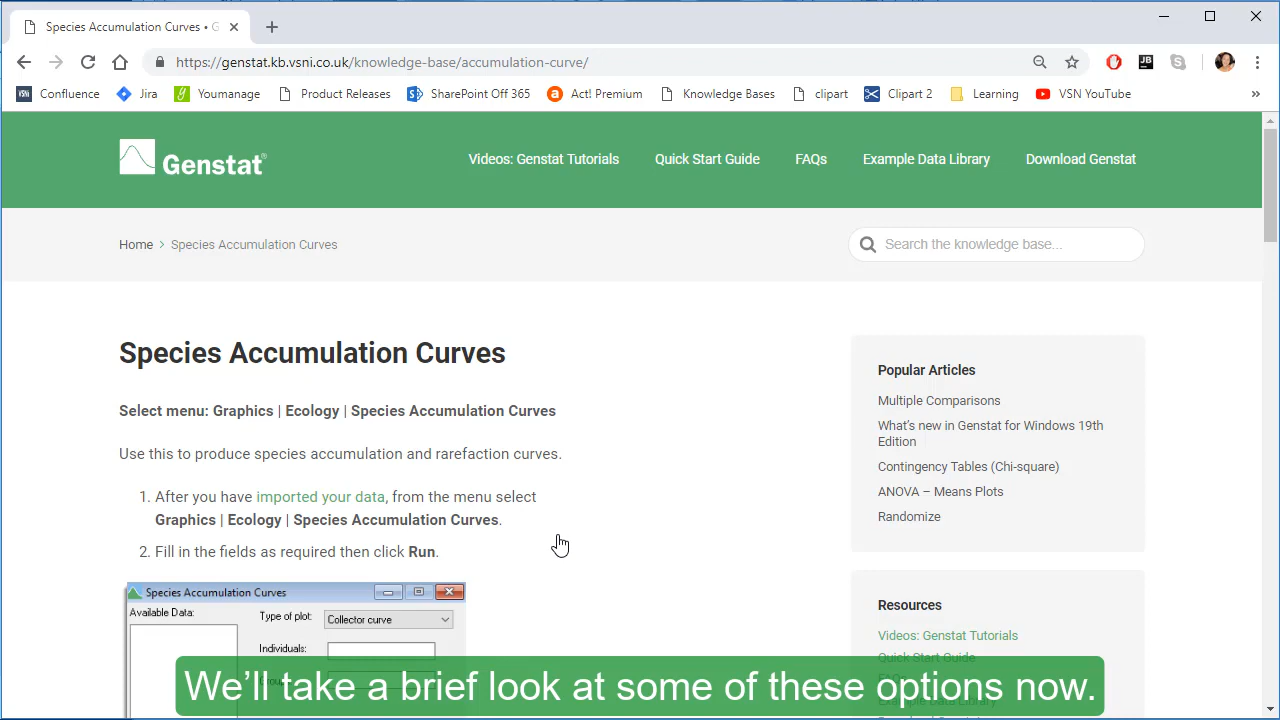 Species Accumulation Curves • G
https://genstat.kb.vsni.co.uk/knowledge-base/accumulation-curve/
Confluence Jira Youmanage Product Releases SharePoint Off 365 Act! Premium Knowledge Bases clipart Clipart 2 Learning VSN YouTube »
Genstat® Videos: Genstat Tutorials Quick Start Guide FAQs Example Data Library Download Genstat
Home > Species Accumulation Curves Search the knowledge base...
Species Accumulation Curves
Select menu: Graphics | Ecology | Species Accumulation Curves
Use this to produce species accumulation and rarefaction curves.
1. After you have imported your data, from the menu select
Graphics | Ecology | Species Accumulation Curves.
2. Fill in the fields as required then click Run.
Species Accumulation Curves
Available Data: Type of plot: Collector curve
Individuals:
Popular Articles
Multiple Comparisons
What's new in Genstat for Windows 19th
Edition
Contingency Tables (Chi-square)
ANOVA – Means Plots
Randomize
Resources
Videos: Genstat Tutorials
Quick Start Guide
We'll take a brief look at some of these options now.